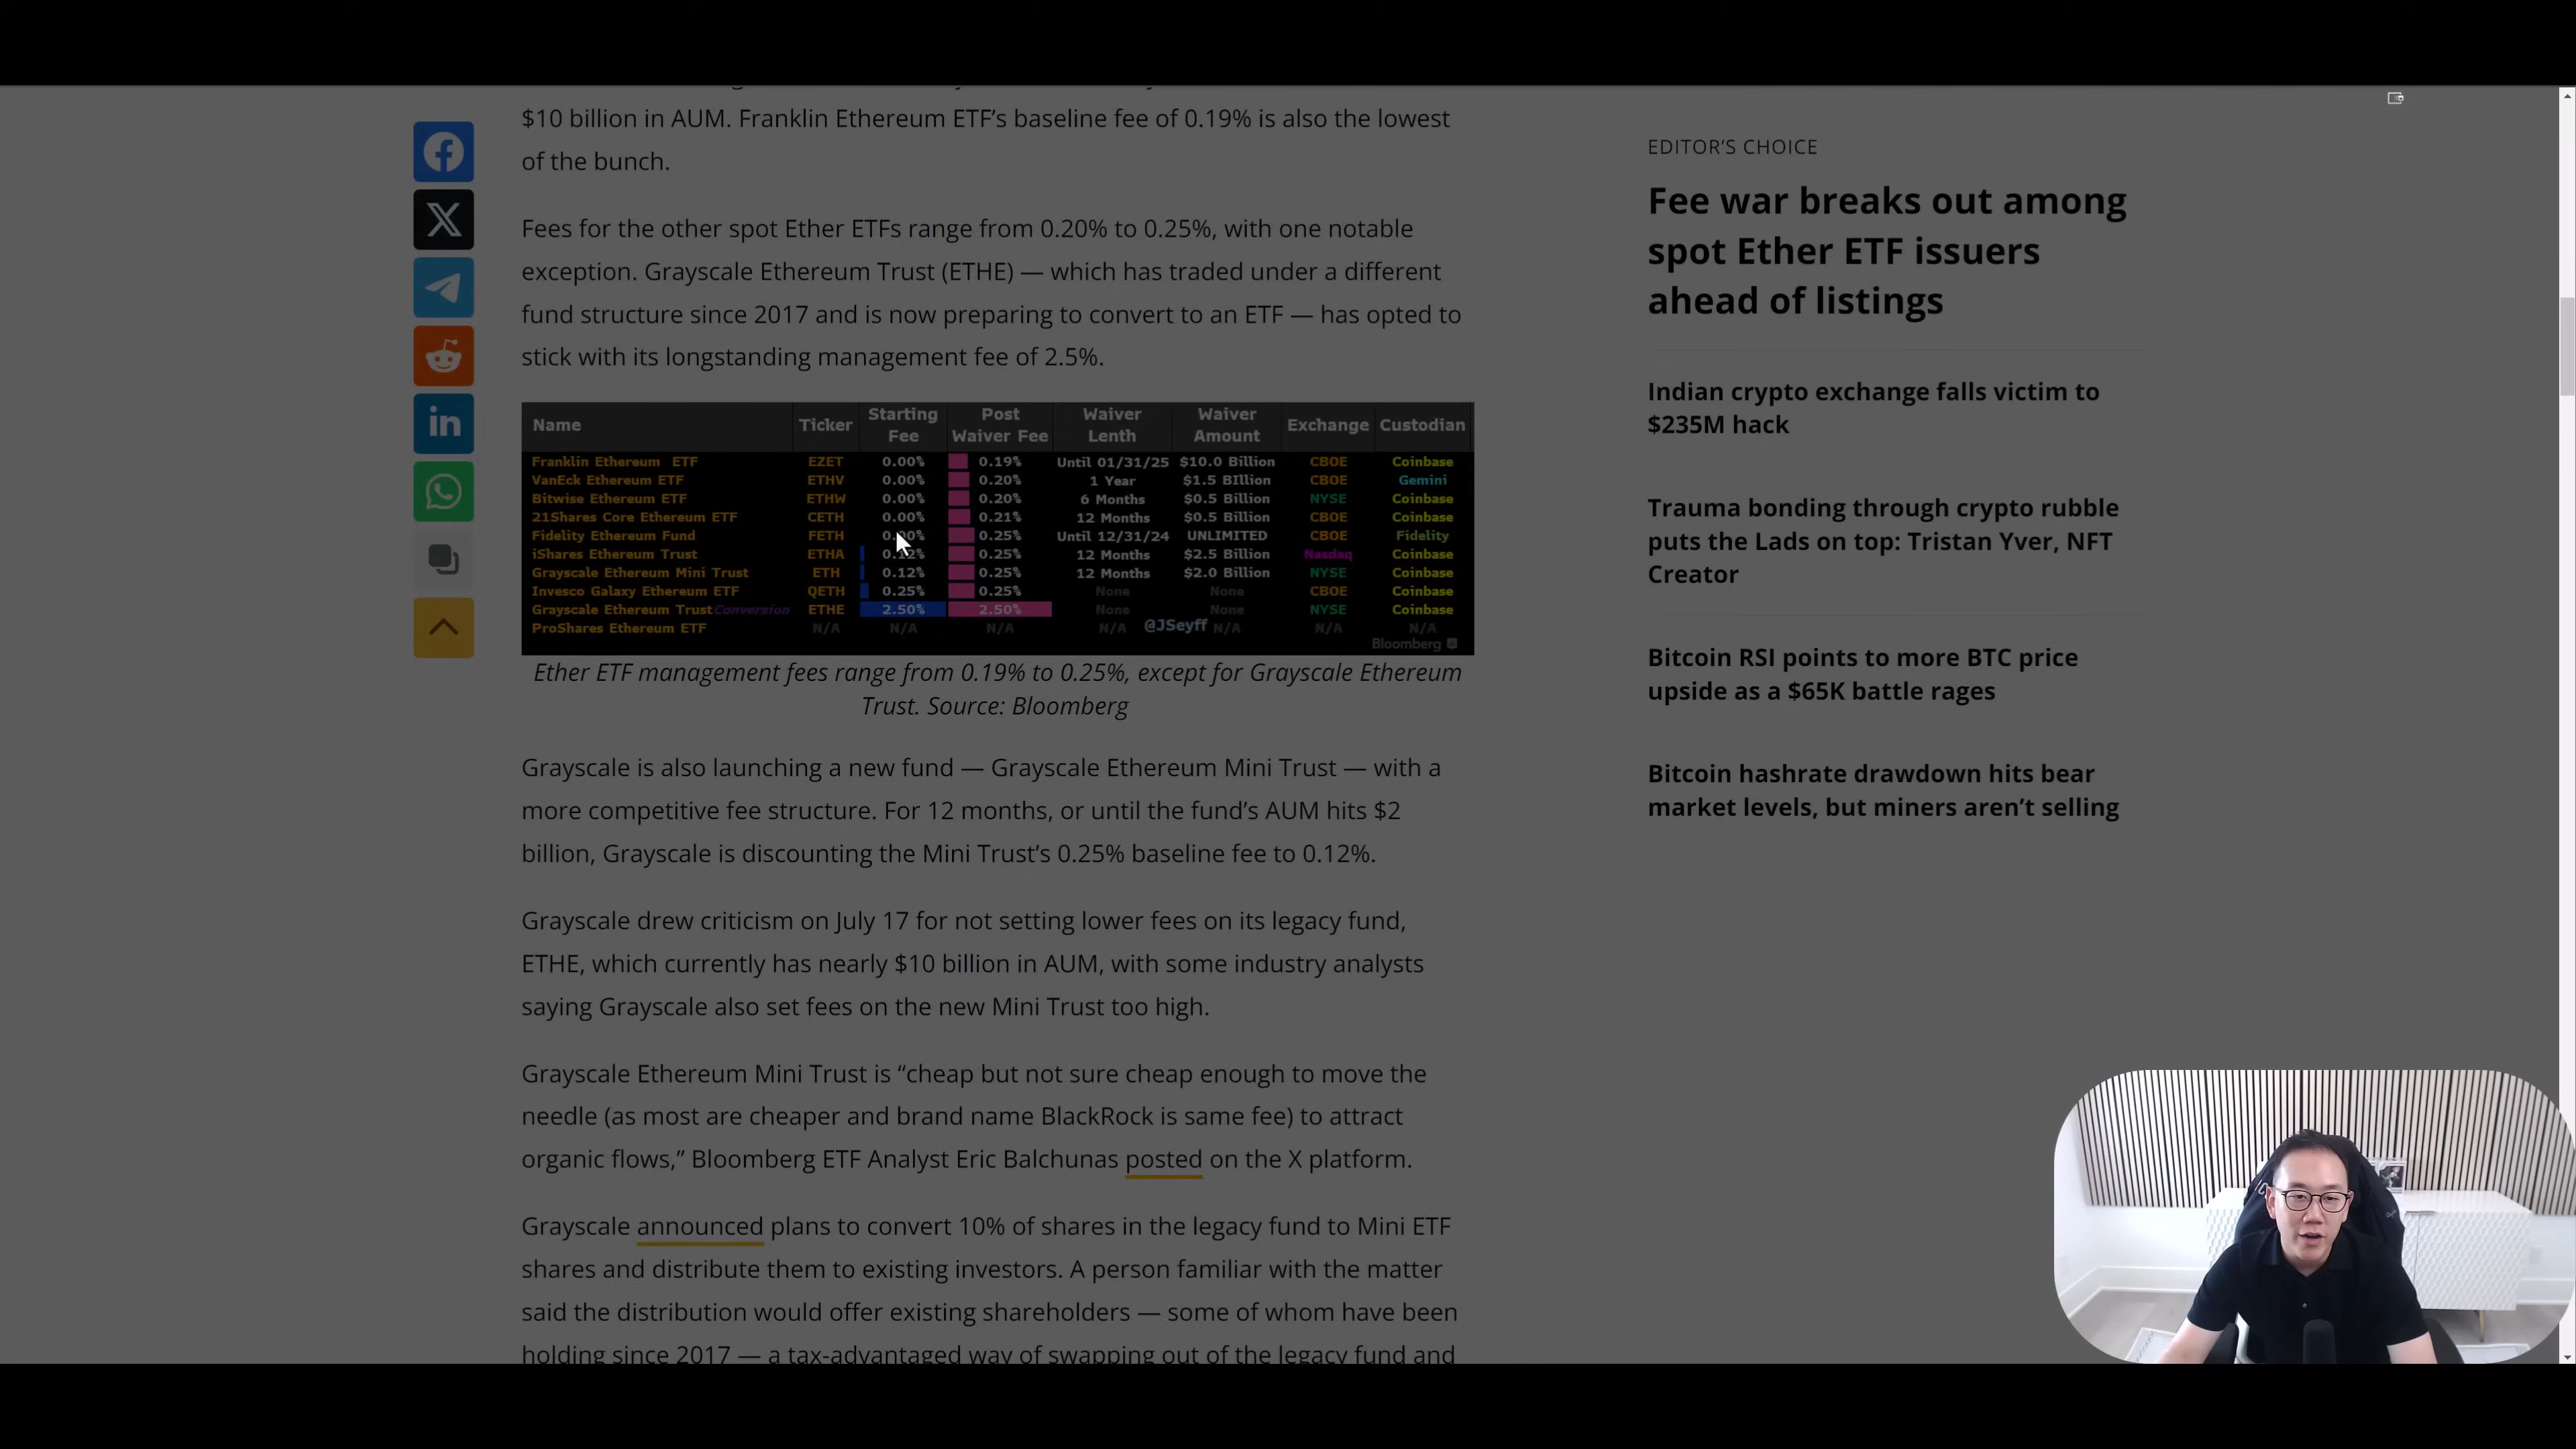 $10 billion in AUM. Franklin Ethereum ETF’s baseline fee of 0.19% is also the lowest
of the bunch.
Fees for the other spot Ether ETFs range from 0.20% to 0.25%, with one notable
exception. Grayscale Ethereum Trust (ETHE) — which has traded under a different
fund structure since 2017 and is now preparing to convert to an ETF — has opted to
stick with its longstanding management fee of 2.5%.
Name Ticker Starting Fee Post Waiver Fee Waiver Lenth Waiver Amount Exchange Custodian
Franklin Ethereum ETF EZET 0.00% 0.19% Until 01/31/25 $10.0 Billion CBOE Coinbase
VanEck Ethereum ETF ETHV 0.00% 0.20% 1 Year $1.5 BIllion CBOE Gemini
Bitwise Ethereum ETF ETHW 0.00% 0.20% 6 Months $0.5 Billion NYSE Coinbase
21Shares Core Ethereum ETF CETH 0.00% 0.21% 12 Months $0.5 Billion CBOE Coinbase
Fidelity Ethereum Fund FETH 0.00% 0.25% Until 12/31/24 UNLIMITED CBOE Fidelity
iShares Ethereum Trust ETHA 0.12% 0.25% 12 Months $2.5 Billion Nasdaq Coinbase
Grayscale Ethereum Mini Trust ETH 0.12% 0.25% 12 Months $2.0 Billion NYSE Coinbase
Invesco Galaxy Ethereum ETF QETH 0.25% 0.25% None None CBOE Coinbase
Grayscale Ethereum Trust Conversion ETHE 2.50% 2.50% None None NYSE Coinbase
ProShares Ethereum ETF N/A N/A N/A N/A @JSeyff N/A N/A N/A
Bloomberg
Ether ETF management fees range from 0.19% to 0.25%, except for Grayscale Ethereum
Trust. Source: Bloomberg
Grayscale is also launching a new fund — Grayscale Ethereum Mini Trust — with a
more competitive fee structure. For 12 months, or until the fund’s AUM hits $2
billion, Grayscale is discounting the Mini Trust’s 0.25% baseline fee to 0.12%.
Grayscale drew criticism on July 17 for not setting lower fees on its legacy fund,
ETHE, which currently has nearly $10 billion in AUM, with some industry analysts
saying Grayscale also set fees on the new Mini Trust too high.
Grayscale Ethereum Mini Trust is “cheap but not sure cheap enough to move the
needle (as most are cheaper and brand name BlackRock is same fee) to attract
organic flows,” Bloomberg ETF Analyst Eric Balchunas posted on the X platform.
Grayscale announced plans to convert 10% of shares in the legacy fund to Mini ETF
shares and distribute them to existing investors. A person familiar with the matter
said the distribution would offer existing shareholders — some of whom have been
holding since 2017 — a tax-advantaged way of swapping out of the legacy fund and
EDITOR’S CHOICE
Fee war breaks out among
spot Ether ETF issuers
ahead of listings
Indian crypto exchange falls victim to
$235M hack
Trauma bonding through crypto rubble
puts the Lads on top: Tristan Yver, NFT
Creator
Bitcoin RSI points to more BTC price
upside as a $65K battle rages
Bitcoin hashrate drawdown hits bear
market levels, but miners aren’t selling